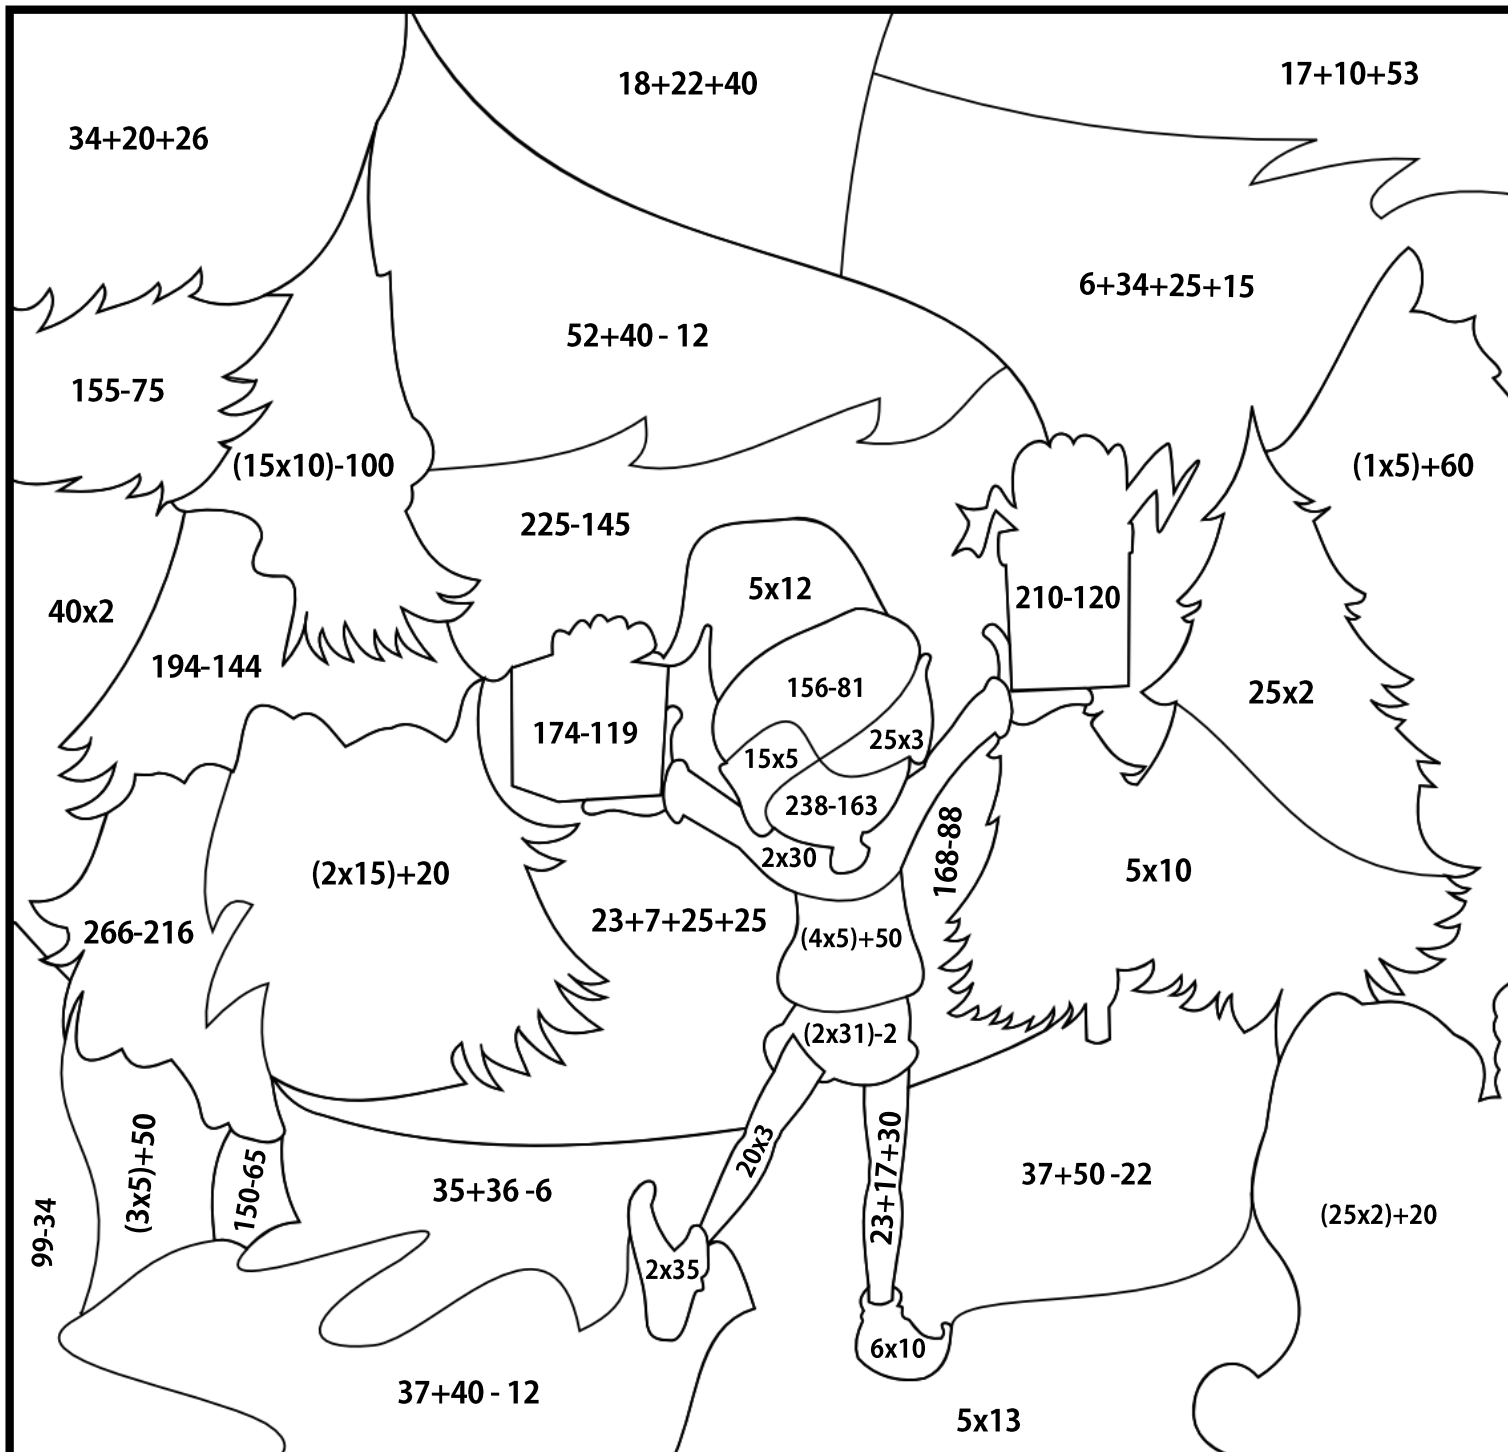 17+10+53
18+22+40
34+20+26
6+34+25+15
52+40 - 12
155-75
(15x10)-100
(1x5)+60
225-145
5x12
210-120
40x2
194-144
156-81
25x2
174-119
25x3
15x5
238-163
168-88
2x30
(2x15)+20
5x10
266-216
23+7+25+25
(4x5)+50
(2x31)-2
20x3
23+17+30
(3x5)+50
150-65
35+36 -6
37+50 -22
99-34
(25x2)+20
2x35
6x10
37+40 - 12
5x13